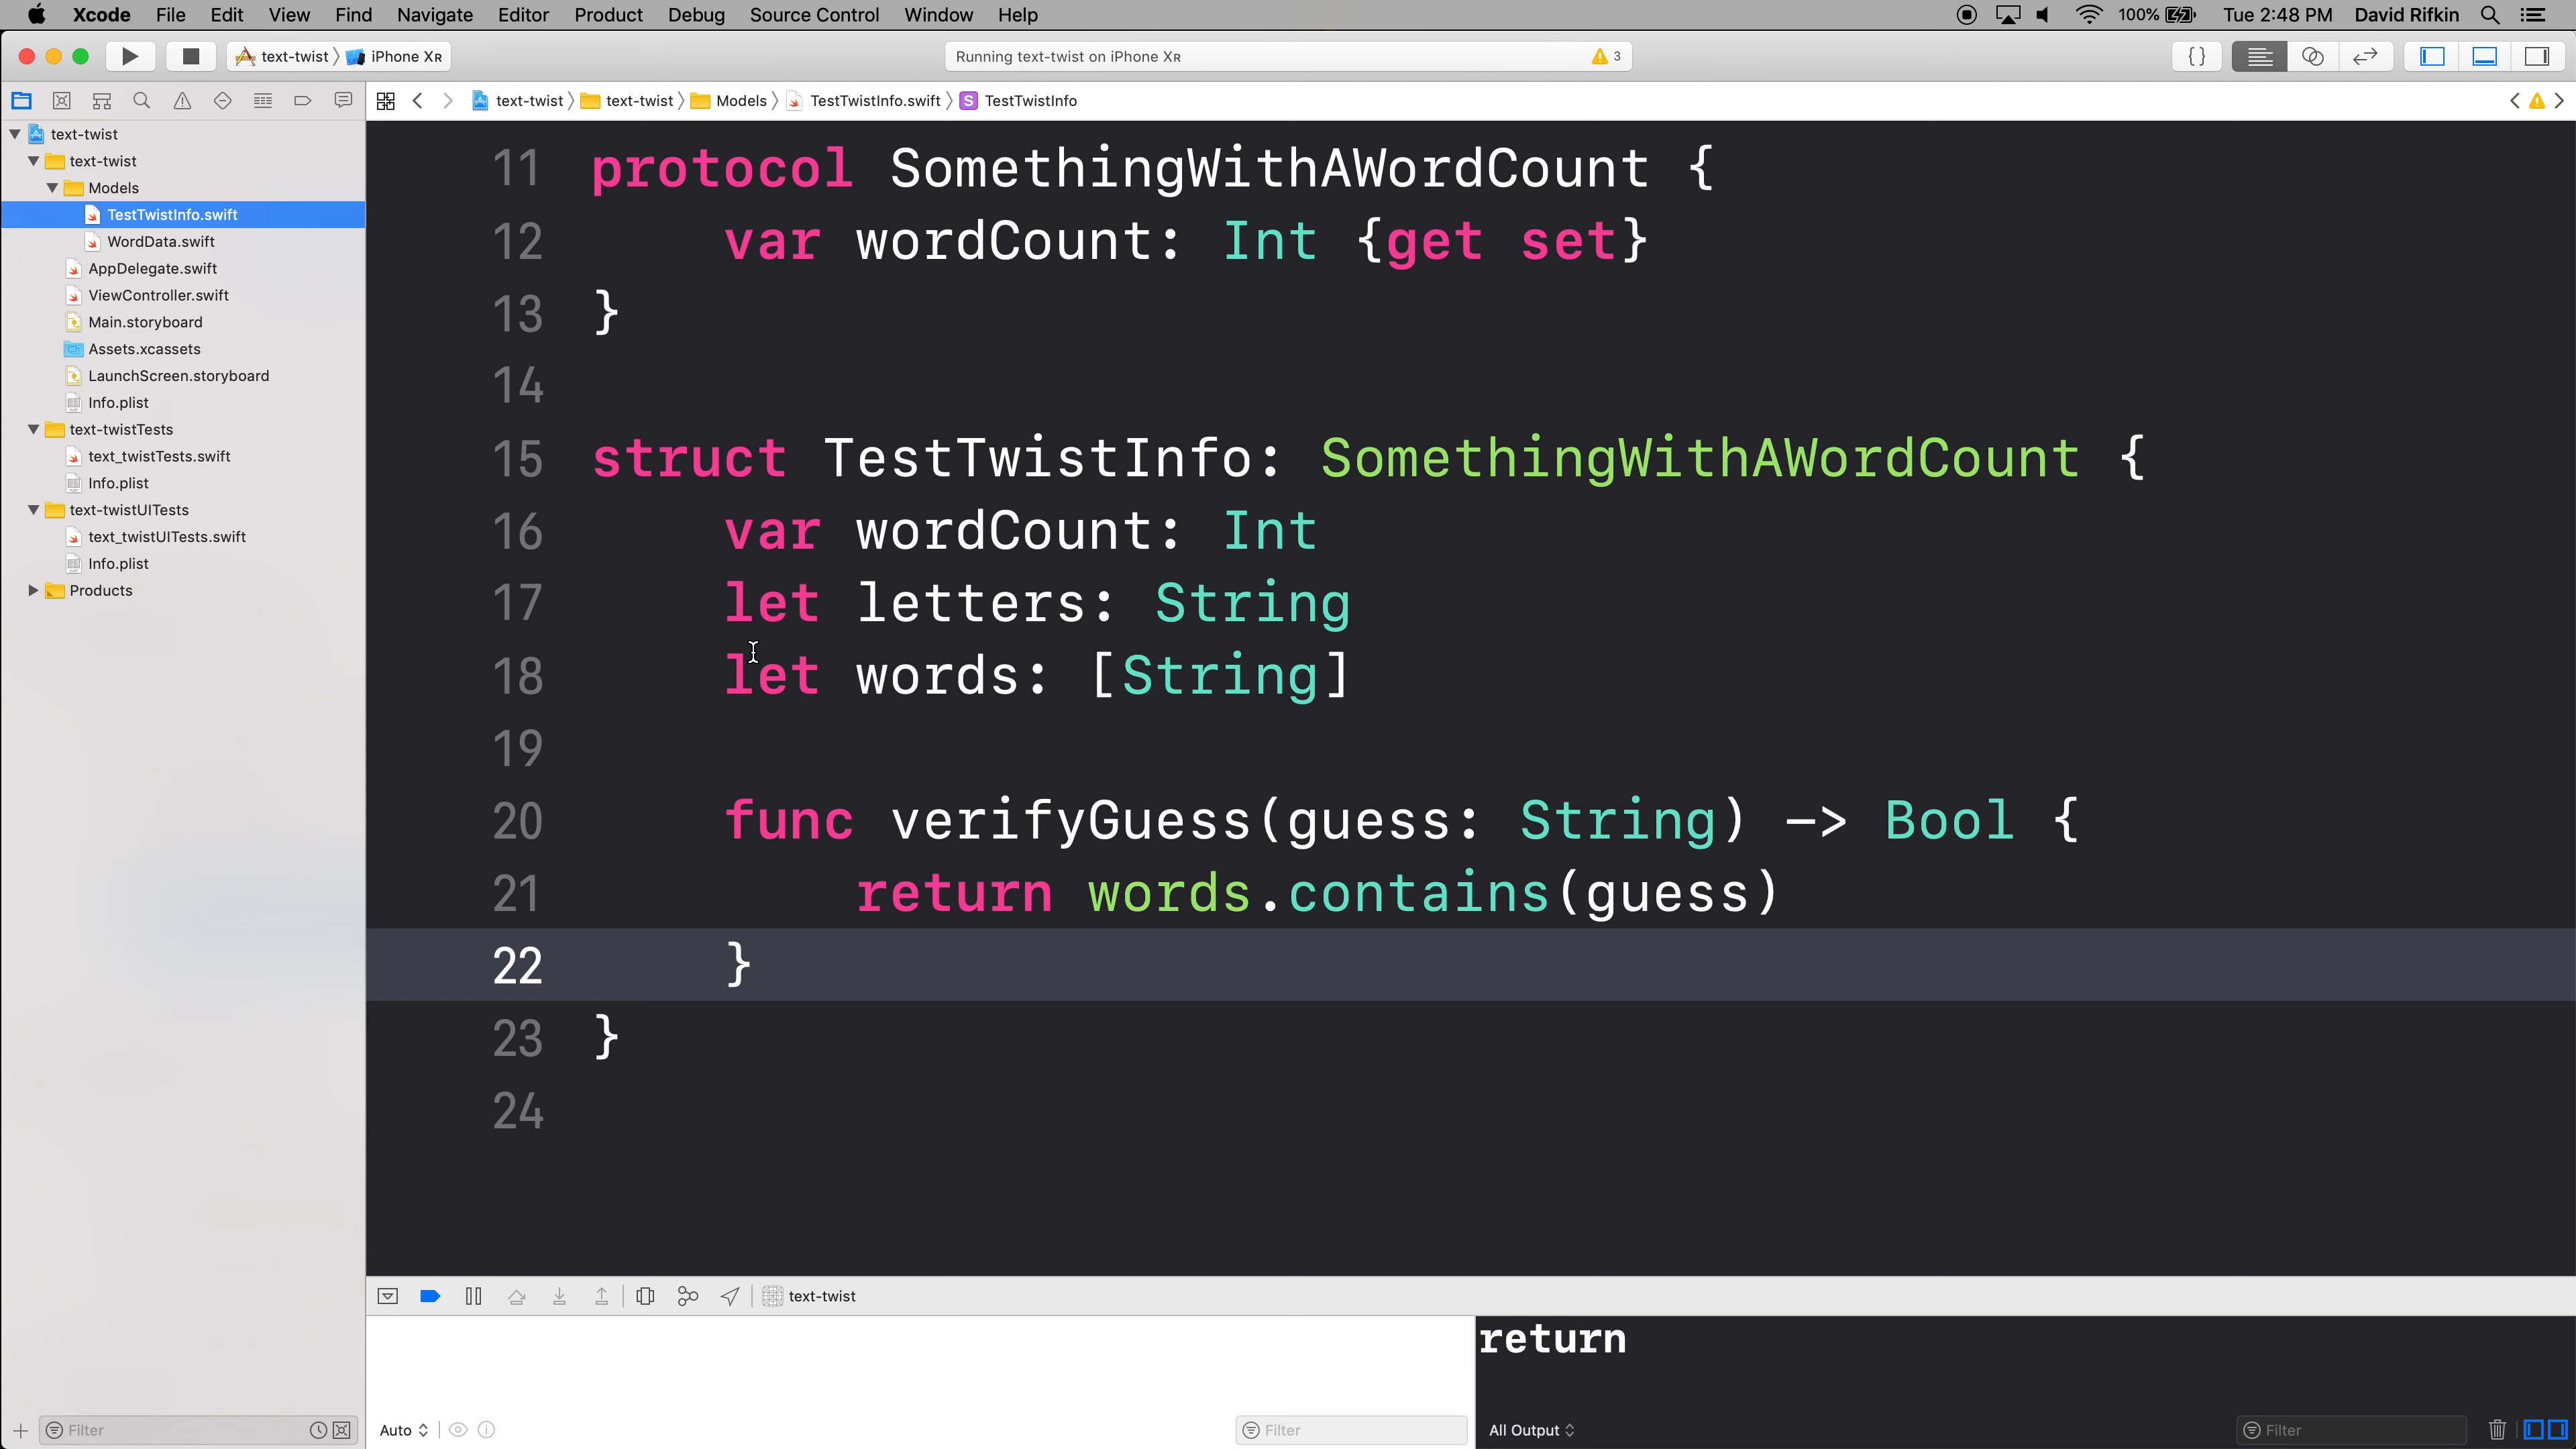 Xcode File Edit View Find Navigate Editor Product Debug Source Control Window Help 100% Tue 2:48 PM David Rifkin
text-twist iPhone XR Running text-twist on iPhone XR 3 {}
text-twist text-twist Models TestTwistInfo.swift S TestTwistInfo
text-twist
text-twist
Models
TestTwistInfo.swift
WordData.swift
AppDelegate.swift
ViewController.swift
Main.storyboard
Assets.xcassets
LaunchScreen.storyboard
Info.plist
text-twistTests
text_twistTests.swift
Info.plist
text-twistUITests
text_twistUITests.swift
Info.plist
Products
Filter
11 protocol SomethingWithAWordCount {
12 var wordCount: Int {get set}
13 }
14
15 struct TestTwistInfo: SomethingWithAWordCount {
16 var wordCount: Int
17 let letters: String
18 let words: [String]
19
20 func verifyGuess(guess: String) -> Bool {
21 return words.contains(guess)
22 }
23 }
24
text-twist
return
Auto Filter All Output Filter